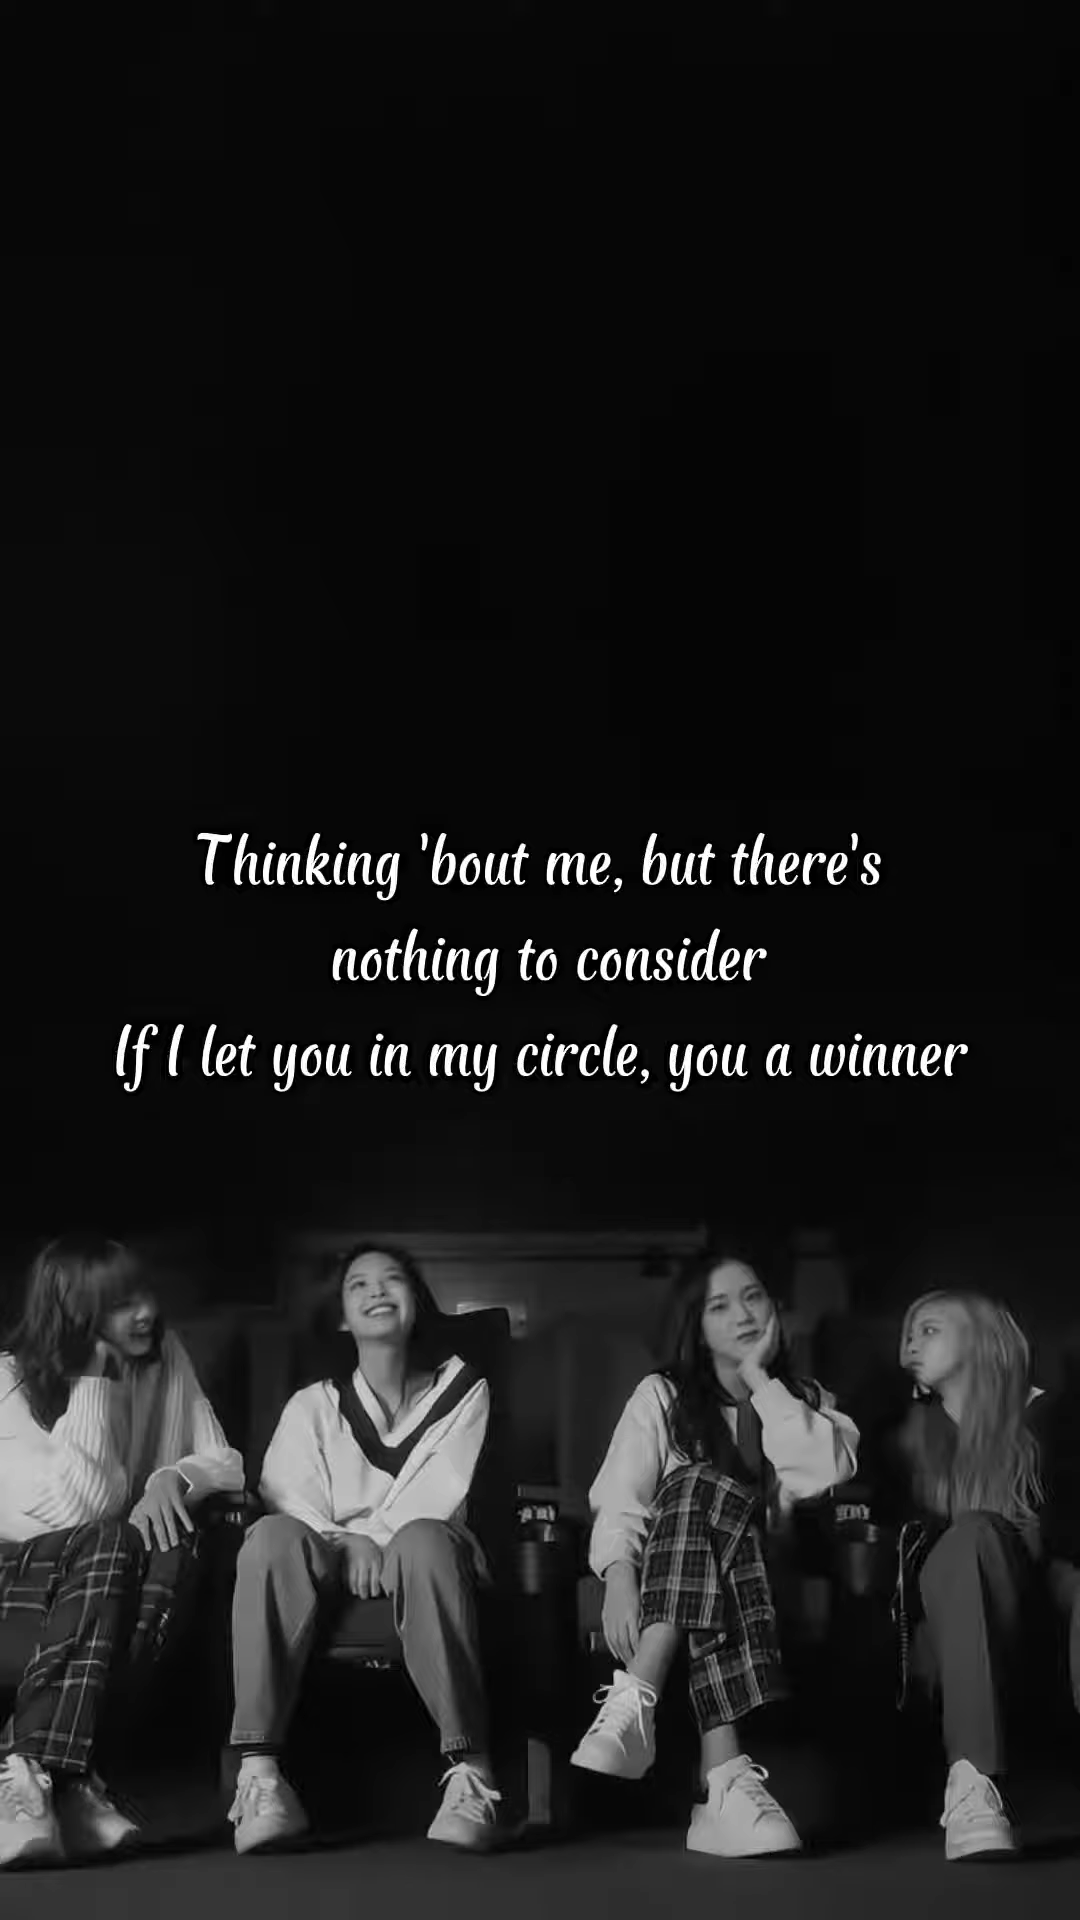 Thinking 'bout me, but there's
nothing to consider
If I let you in my circle, you a winner